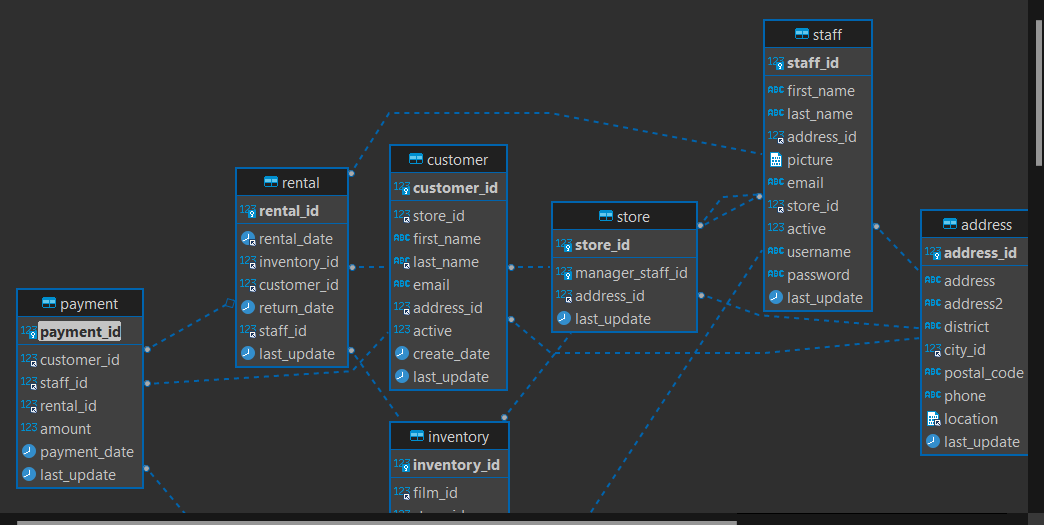 staff
staff_id
first_name
last_name
address_id
picture
email
store_id
active
username
password
last_update
customer
customer_id
store_id
first_name
last_name
email
address_id
active
create_date
last_update
rental
rental_id
rental_date
inventory_id
customer_id
return_date
staff_id
last_update
store
store_id
manager_staff_id
address_id
last_update
address
address_id
address
address2
district
city_id
postal_code
phone
location
last_update
payment
payment_id
customer_id
staff_id
rental_id
amount
payment_date
last_update
inventory
inventory_id
film_id